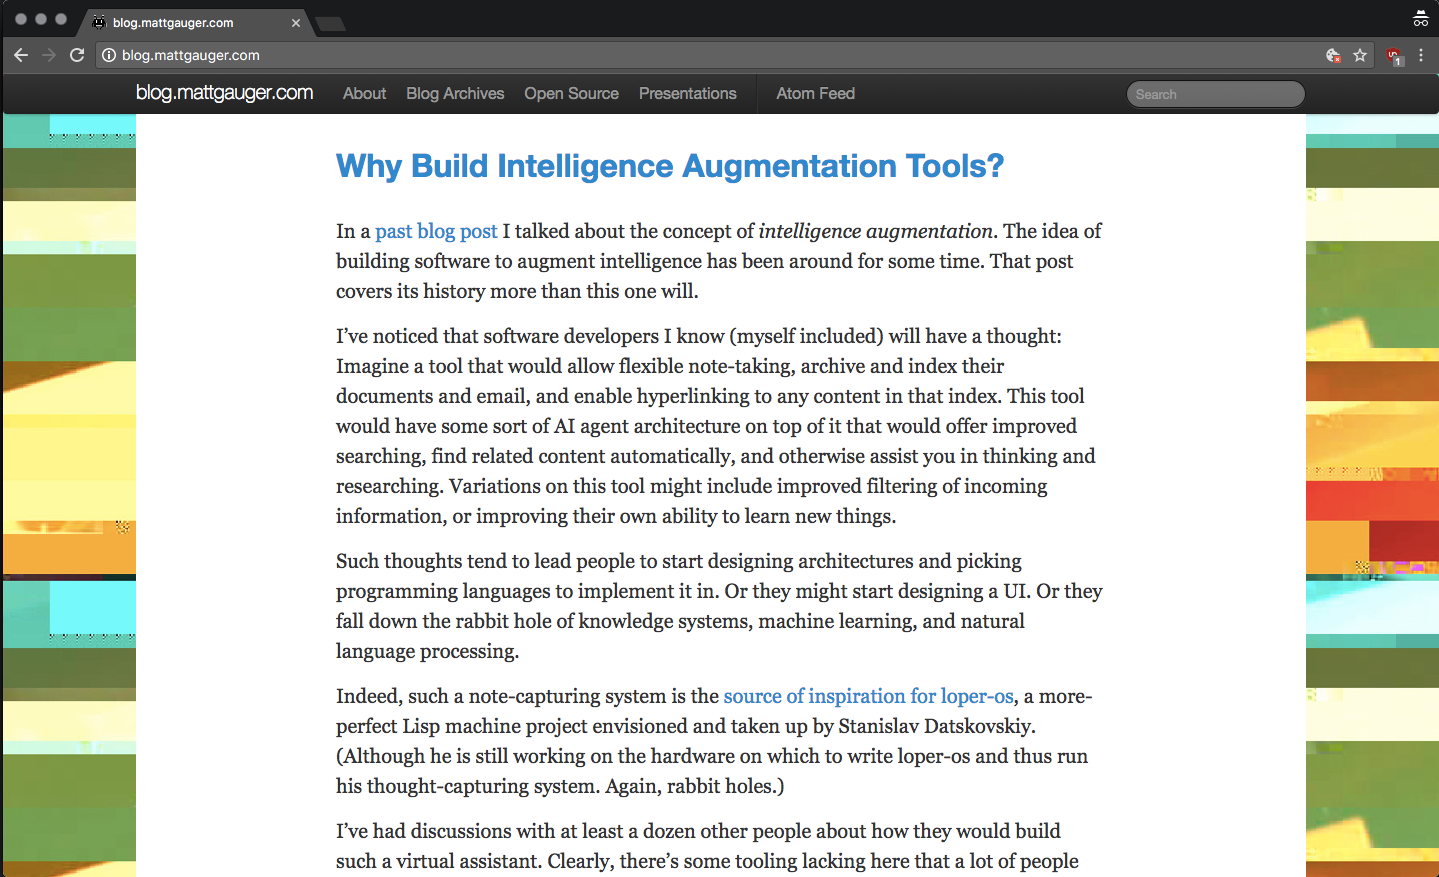 blog.mattgauger.com
blog.mattgauger.com
blog.mattgauger.com About Blog Archives Open Source Presentations Atom Feed Search
Why Build Intelligence Augmentation Tools?
In a past blog post I talked about the concept of intelligence augmentation. The idea of
building software to augment intelligence has been around for some time. That post
covers its history more than this one will.
I’ve noticed that software developers I know (myself included) will have a thought:
Imagine a tool that would allow flexible note-taking, archive and index their
documents and email, and enable hyperlinking to any content in that index. This tool
would have some sort of AI agent architecture on top of it that would offer improved
searching, find related content automatically, and otherwise assist you in thinking and
researching. Variations on this tool might include improved filtering of incoming
information, or improving their own ability to learn new things.
Such thoughts tend to lead people to start designing architectures and picking
programming languages to implement it in. Or they might start designing a UI. Or they
fall down the rabbit hole of knowledge systems, machine learning, and natural
language processing.
Indeed, such a note-capturing system is the source of inspiration for loper-os, a more-
perfect Lisp machine project envisioned and taken up by Stanislav Datskovskiy.
(Although he is still working on the hardware on which to write loper-os and thus run
his thought-capturing system. Again, rabbit holes.)
I’ve had discussions with at least a dozen other people about how they would build
such a virtual assistant. Clearly, there’s some tooling lacking here that a lot of people